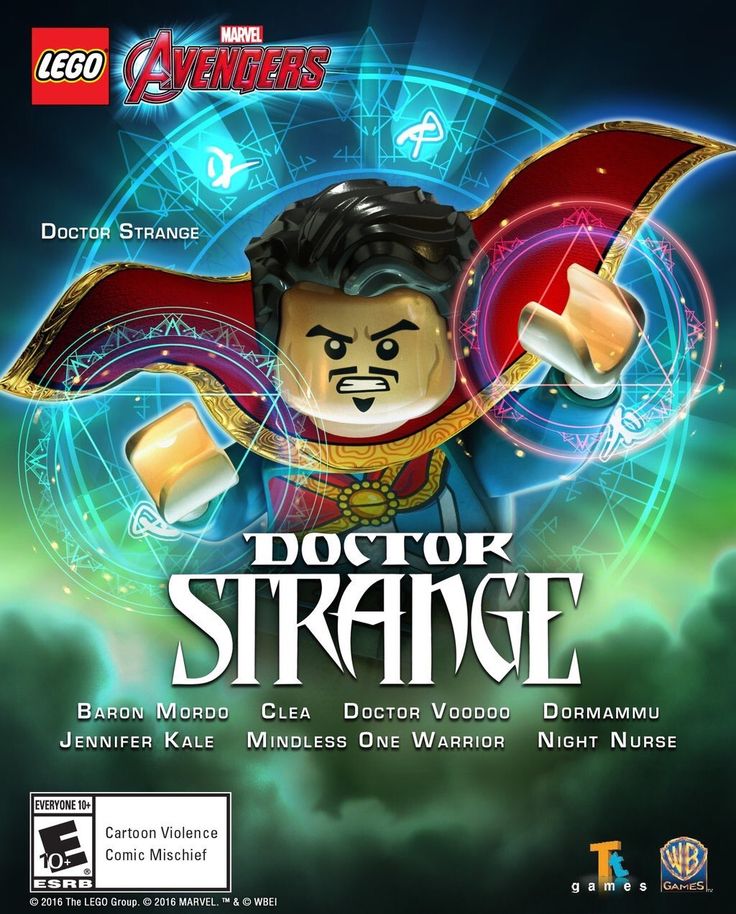 LEGO
MARVEL
AVENGERS
DOCTOR STRANGE
DOCTOR
STRANGE
BARON MORDO CLEA DOCTOR VOODOO DORMAMMU
JENNIFER KALE MINDLESS ONE WARRIOR NIGHT NURSE
EVERYONE 10+
E
10+
®
ESRB
Cartoon Violence
Comic Mischief
Tt
games
WB
GAMES
TM
© 2016 The LEGO Group. © 2016 MARVEL. ™ & © WBEI